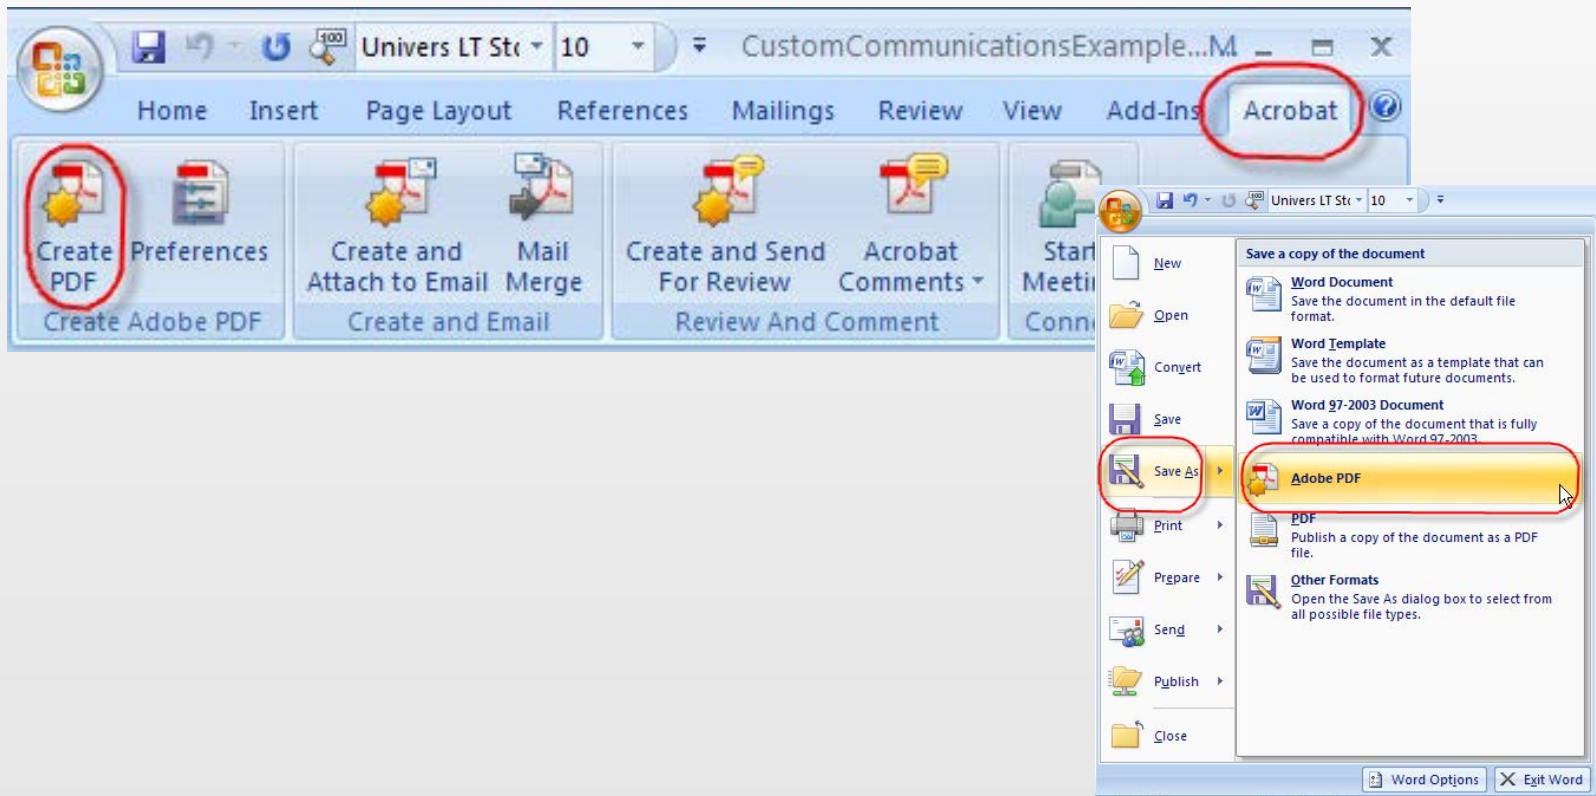 Univers LT Stc 10 CustomCommunicationsExample...M
Home Insert Page Layout References Mailings Review View Add-Ins Acrobat
Create PDF
Preferences
Create and Attach to Email
Mail Merge
Create and Send For Review
Acrobat Comments
Start
Create Adobe PDF
Create and Email
Review And Comment
Univers LT Stc 10
New
Open
Convert
Save
Save As
Print
Prepare
Send
Publish
Close
Save a copy of the document
Word Document
Save the document in the default file
format.
Word Template
Save the document as a template that can
be used to format future documents.
Word 97-2003 Document
Save a copy of the document that is fully
compatible with Word 97-2003.
Adobe PDF
PDF
Publish a copy of the document as a PDF
file.
Other Formats
Open the Save As dialog box to select from
all possible file types.
Word Options Exit Word